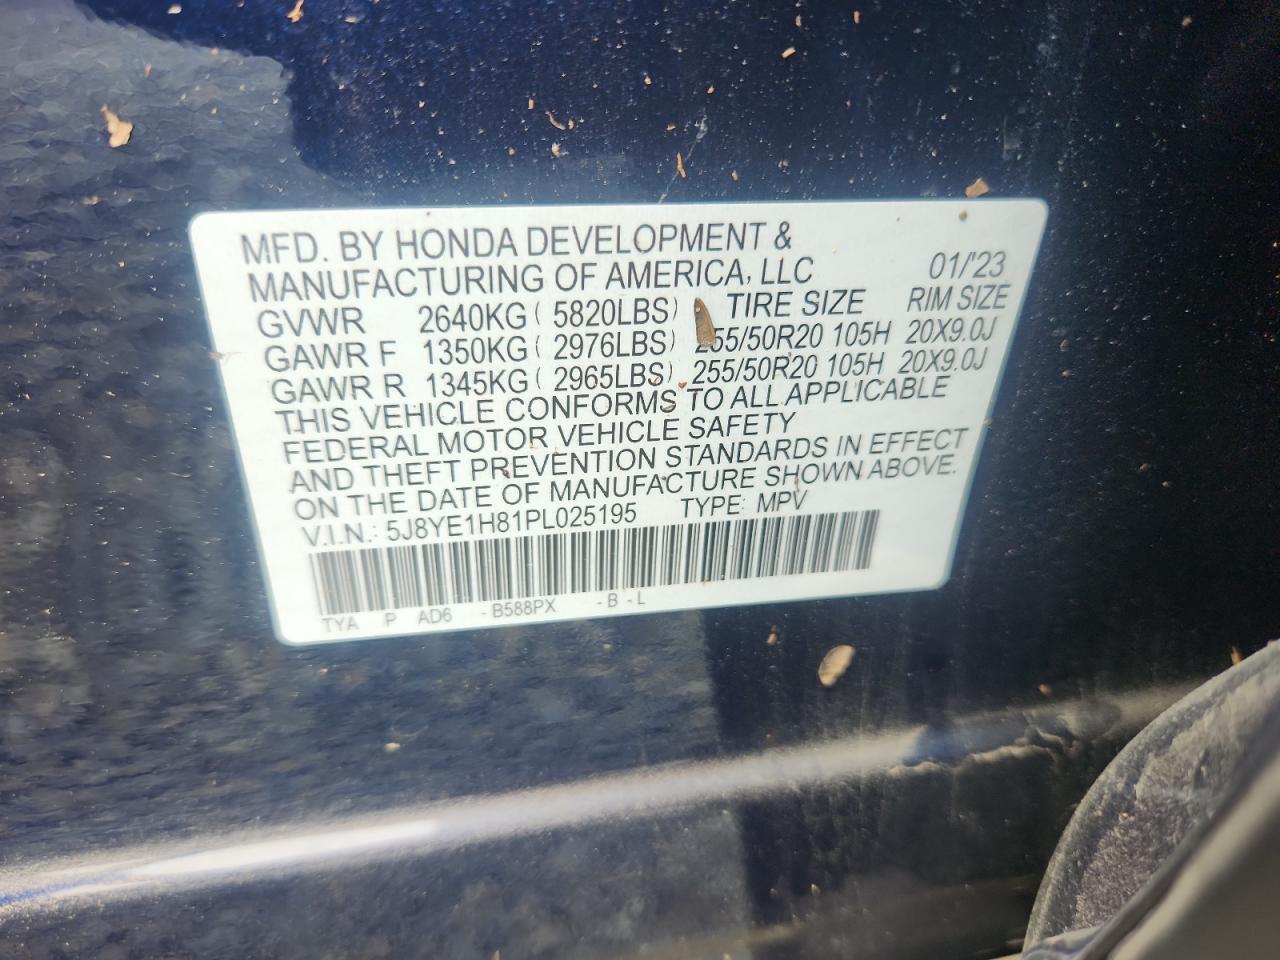 MFD. BY HONDA DEVELOPMENT &
MANUFACTURING OF AMERICA, LLC 01/'23
GVWR 2640KG ( 5820LBS) TIRE SIZE RIM SIZE
GAWR F 1350KG ( 2976LBS) 255/50R20 105H 20X9.0J
GAWR R 1345KG ( 2965LBS) 255/50R20 105H 20X9.0J
THIS VEHICLE CONFORMS TO ALL APPLICABLE
FEDERAL MOTOR VEHICLE SAFETY
AND THEFT PREVENTION STANDARDS IN EFFECT
ON THE DATE OF MANUFACTURE SHOWN ABOVE.
V.I.N.: 5J8YE1H81PL025195 TYPE: MPV
TYA P AD6 -B588PX -B -L